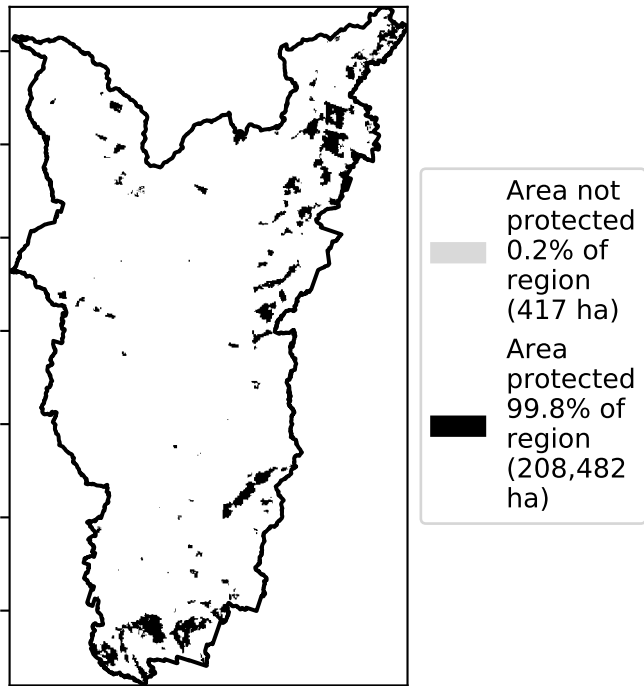 Area not
protected
0.2% of
region
(417 ha)
Area
protected
99.8% of
region
(208,482
ha)